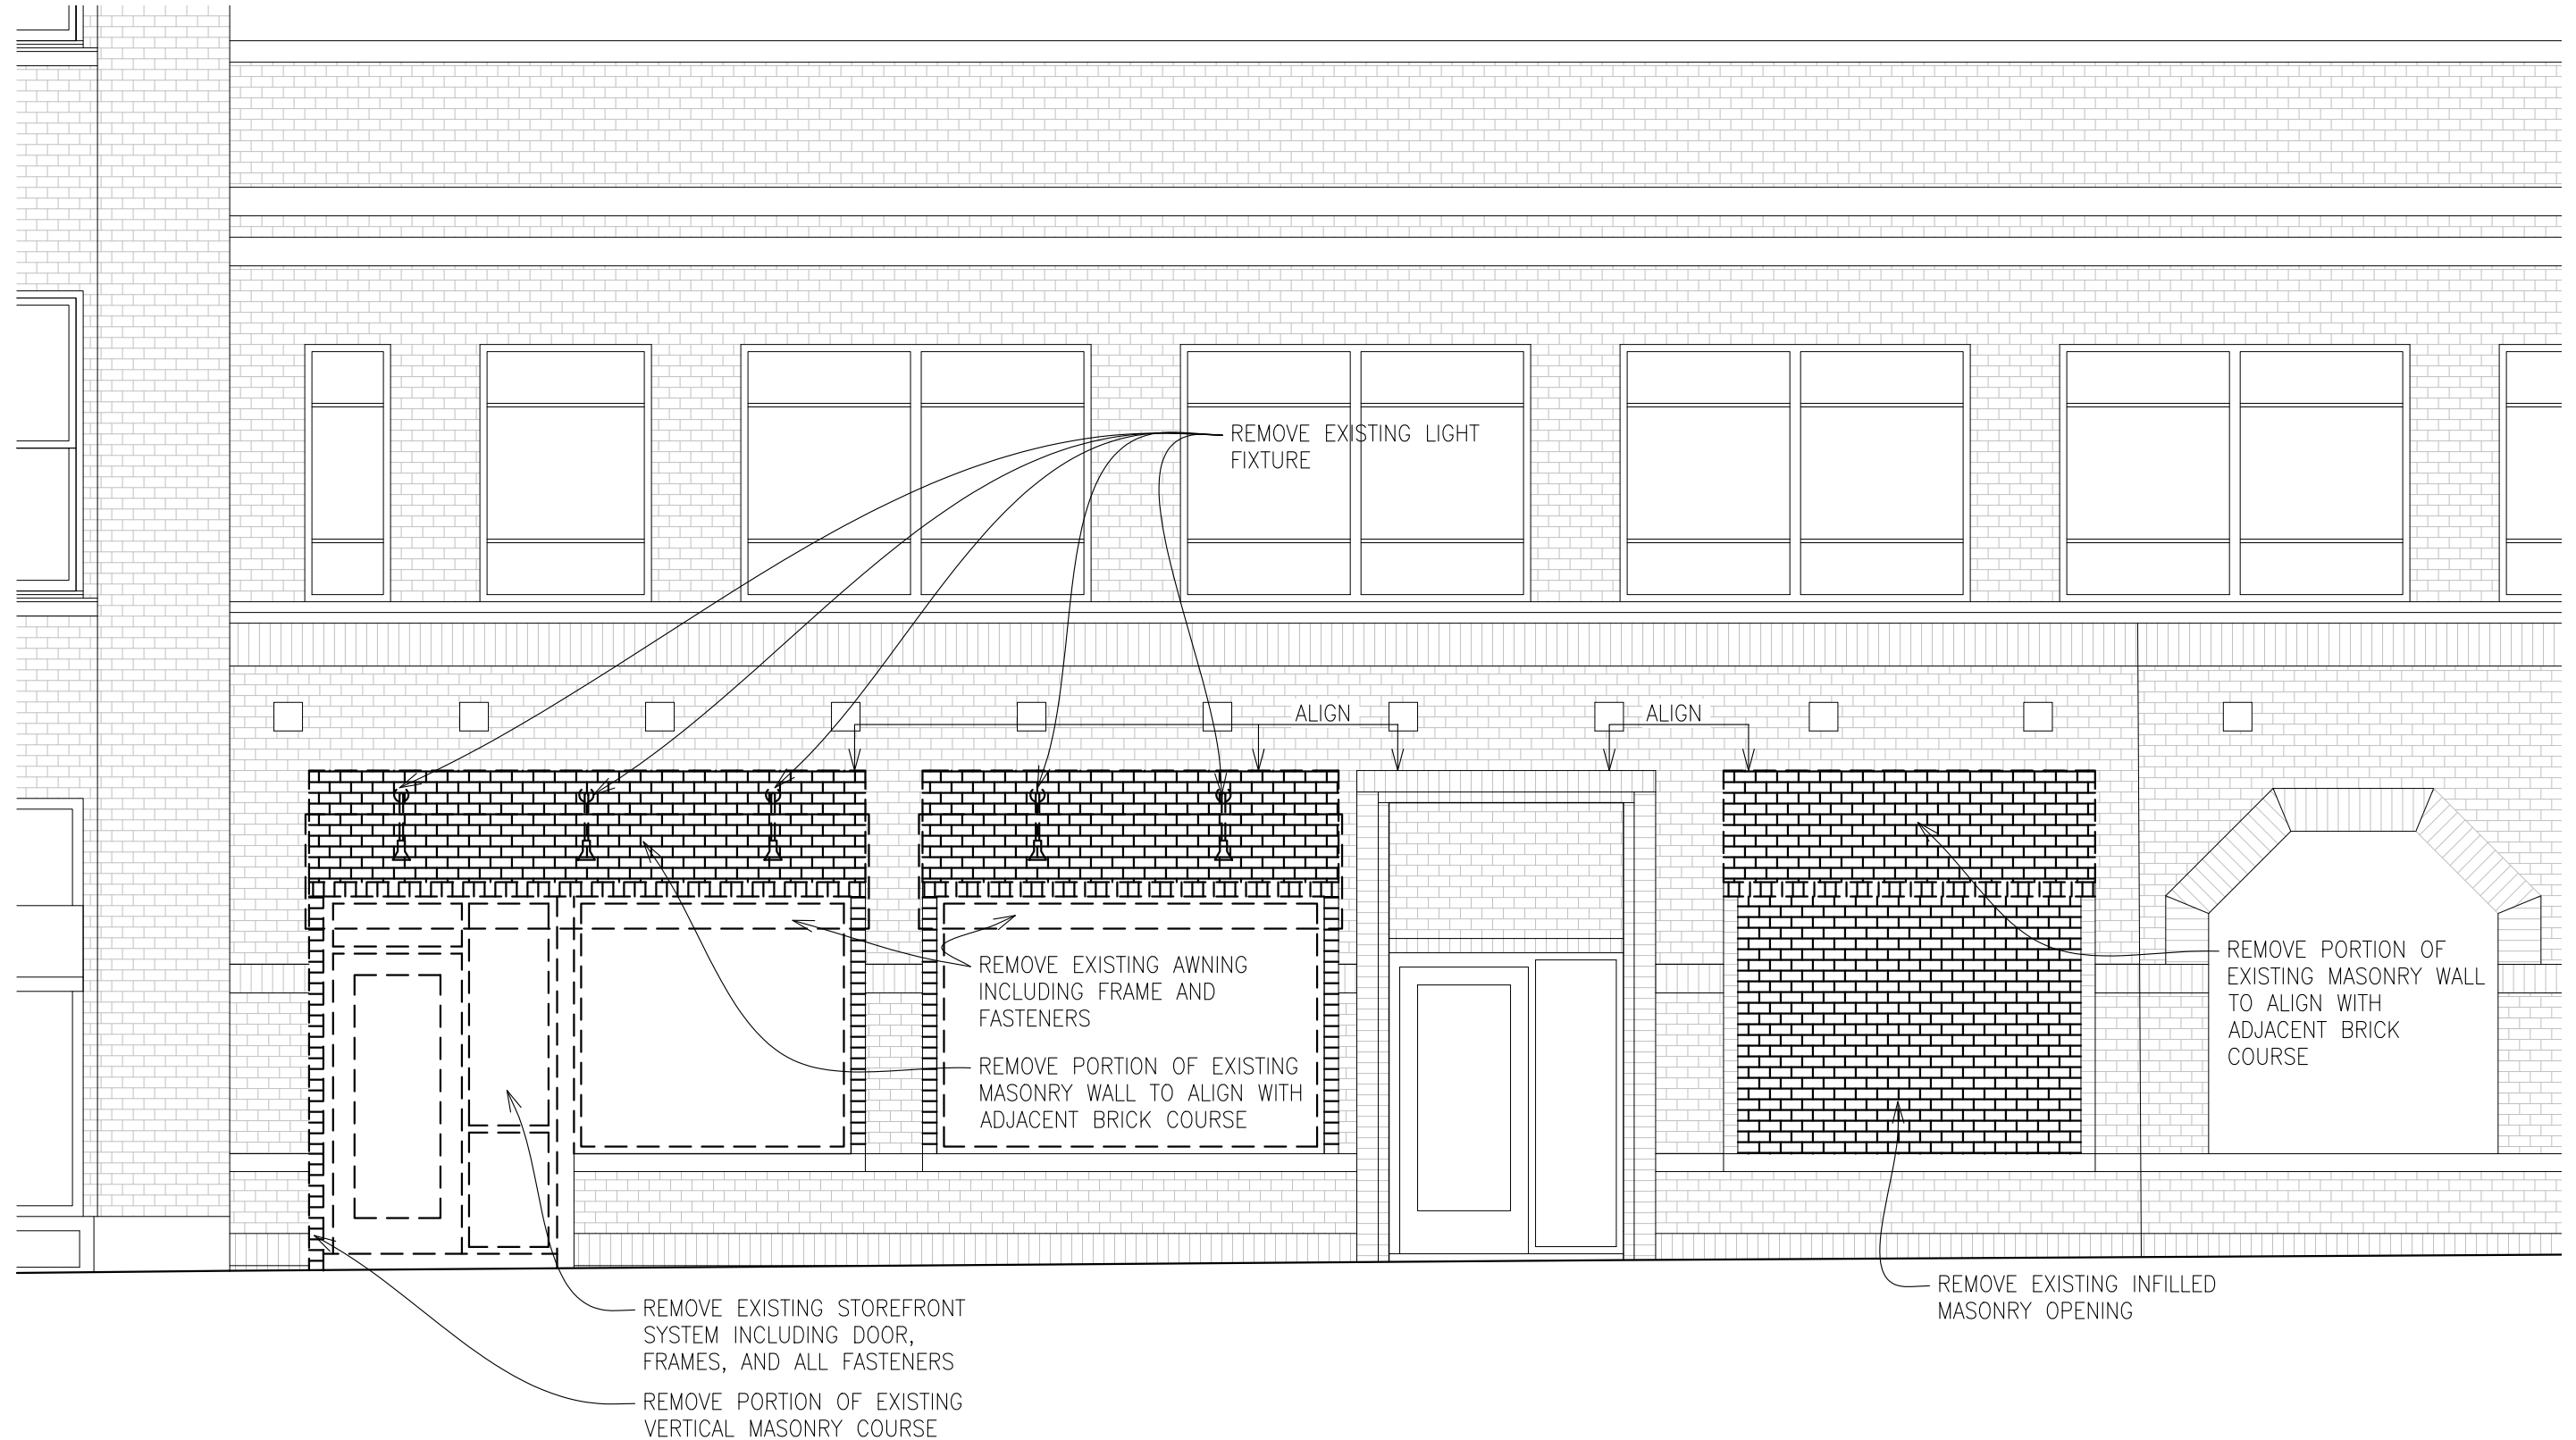 REMOVE EXISTING LIGHT
FIXTURE
ALIGN
ALIGN
REMOVE EXISTING AWNING
INCLUDING FRAME AND
FASTENERS
REMOVE PORTION OF EXISTING
MASONRY WALL TO ALIGN WITH
ADJACENT BRICK COURSE
REMOVE PORTION OF
EXISTING MASONRY WALL
TO ALIGN WITH
ADJACENT BRICK
COURSE
REMOVE EXISTING INFILLED
MASONRY OPENING
REMOVE EXISTING STOREFRONT
SYSTEM INCLUDING DOOR,
FRAMES, AND ALL FASTENERS
REMOVE PORTION OF EXISTING
VERTICAL MASONRY COURSE